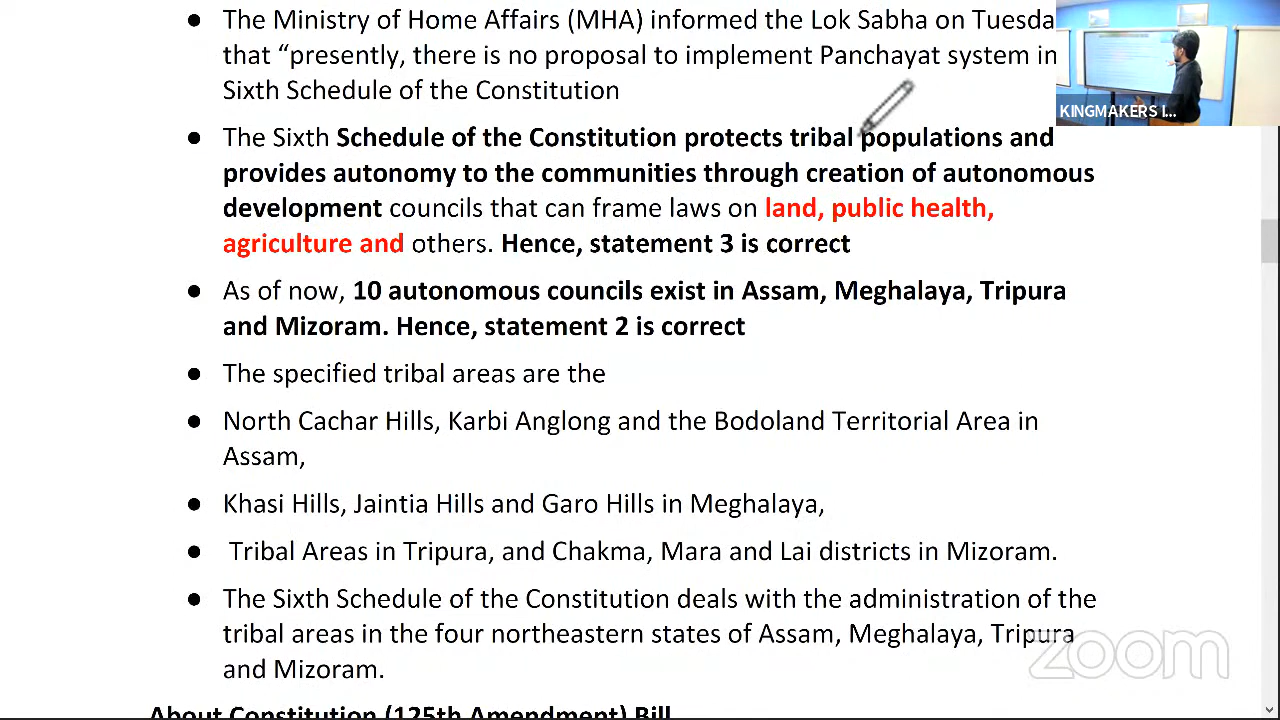 ● The Ministry of Home Affairs (MHA) informed the Lok Sabha on Tuesda
that “presently, there is no proposal to implement Panchayat system in
Sixth Schedule of the Constitution
KINGMAKERS I...
● The Sixth Schedule of the Constitution protects tribal populations and
provides autonomy to the communities through creation of autonomous
development councils that can frame laws on land, public health,
agriculture and others. Hence, statement 3 is correct
● As of now, 10 autonomous councils exist in Assam, Meghalaya, Tripura
and Mizoram. Hence, statement 2 is correct
● The specified tribal areas are the
● North Cachar Hills, Karbi Anglong and the Bodoland Territorial Area in
Assam,
● Khasi Hills, Jaintia Hills and Garo Hills in Meghalaya,
● Tribal Areas in Tripura, and Chakma, Mara and Lai districts in Mizoram.
● The Sixth Schedule of the Constitution deals with the administration of the
tribal areas in the four northeastern states of Assam, Meghalaya, Tripura
and Mizoram.
zoom
About Constitution (125th Amendment) Bill